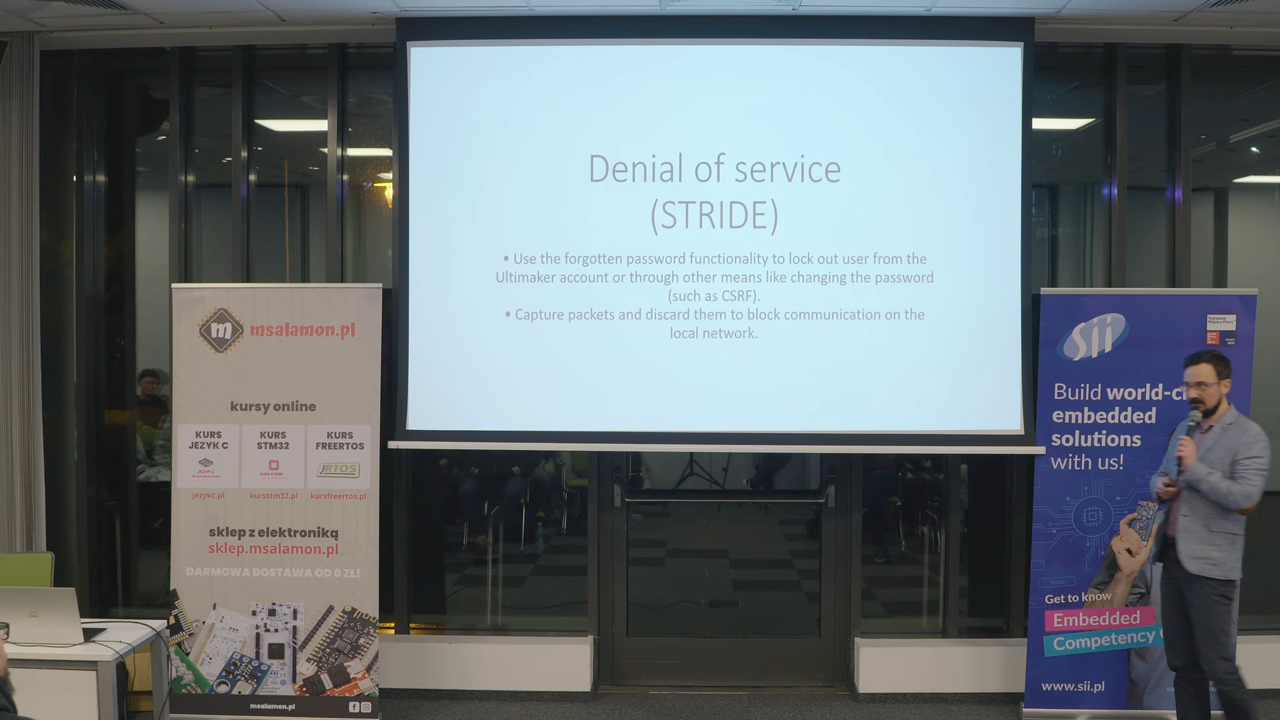 Denial of service
(STRIDE)
• Use the forgotten password functionality to lock out user from the
Ultimaker account or through other means like changing the password
(such as CSRF).
• Capture packets and discard them to block communication on the
local network.
m
msalamon.pl
kursy online
KURS
JEZYK C
KURS
STM32
KURS
FREERTOS
RTOS
jezykc.pl
kursstm32.pl
kursfreertos.pl
sklep z elektroniką
sklep.msalamon.pl
DARMOWA DOSTAWA OD 0 ZŁ!
msalamon.pl
sii
Build world-cl
embedded
solutions
with us!
Get to know
Embedded
Competency
www.sii.pl